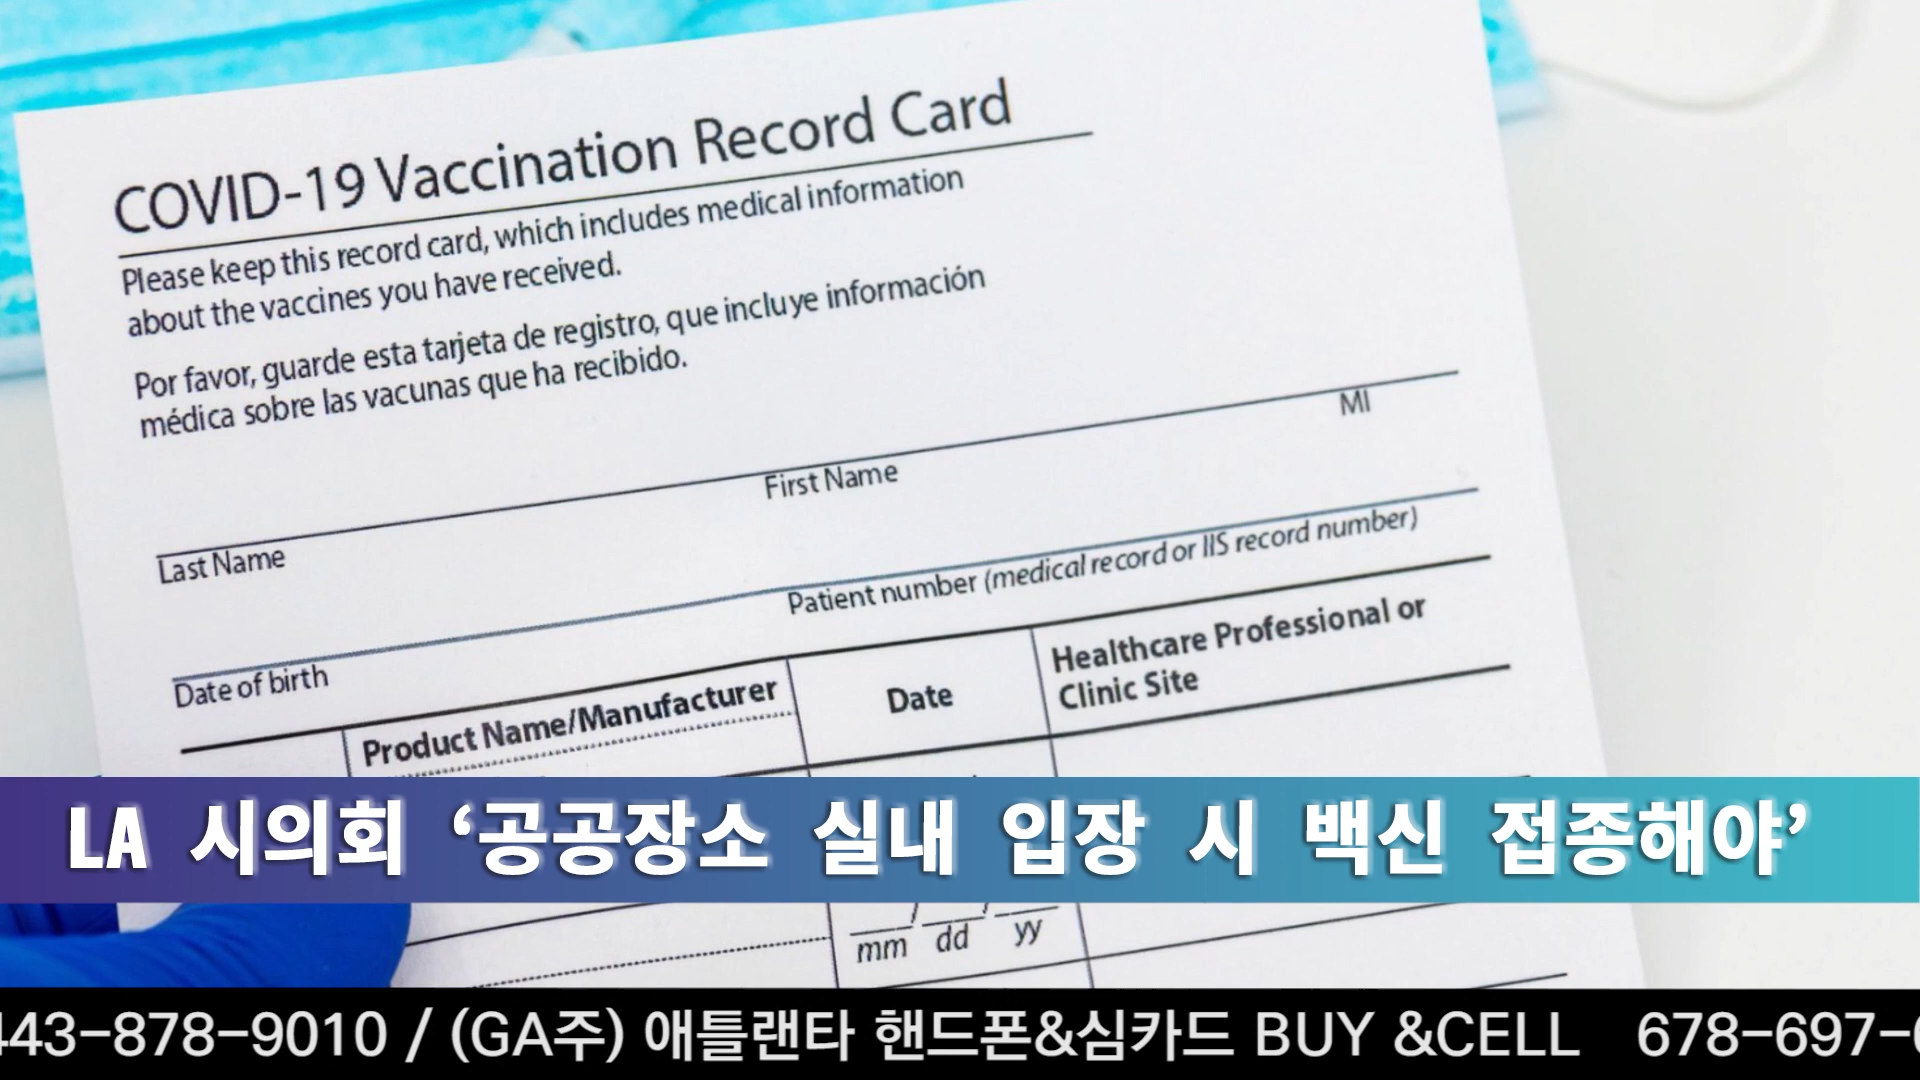 COVID-19 Vaccination Record Card
Please keep this record card, which includes medical information
about the vaccines you have received.
Por favor, guarde esta tarjeta de registro, que incluye información
médica sobre las vacunas que ha recibido.
Last Name First Name MI
Date of birth Patient number (medical record or IIS record number)
Product Name/Manufacturer Date Healthcare Professional or
Clinic Site
LA 시의회 ‘공공장소 실내 입장 시 백신 접종해야’
mm dd yy
443-878-9010 / (GA주) 애틀랜타 핸드폰&심카드 BUY &CELL 678-697-